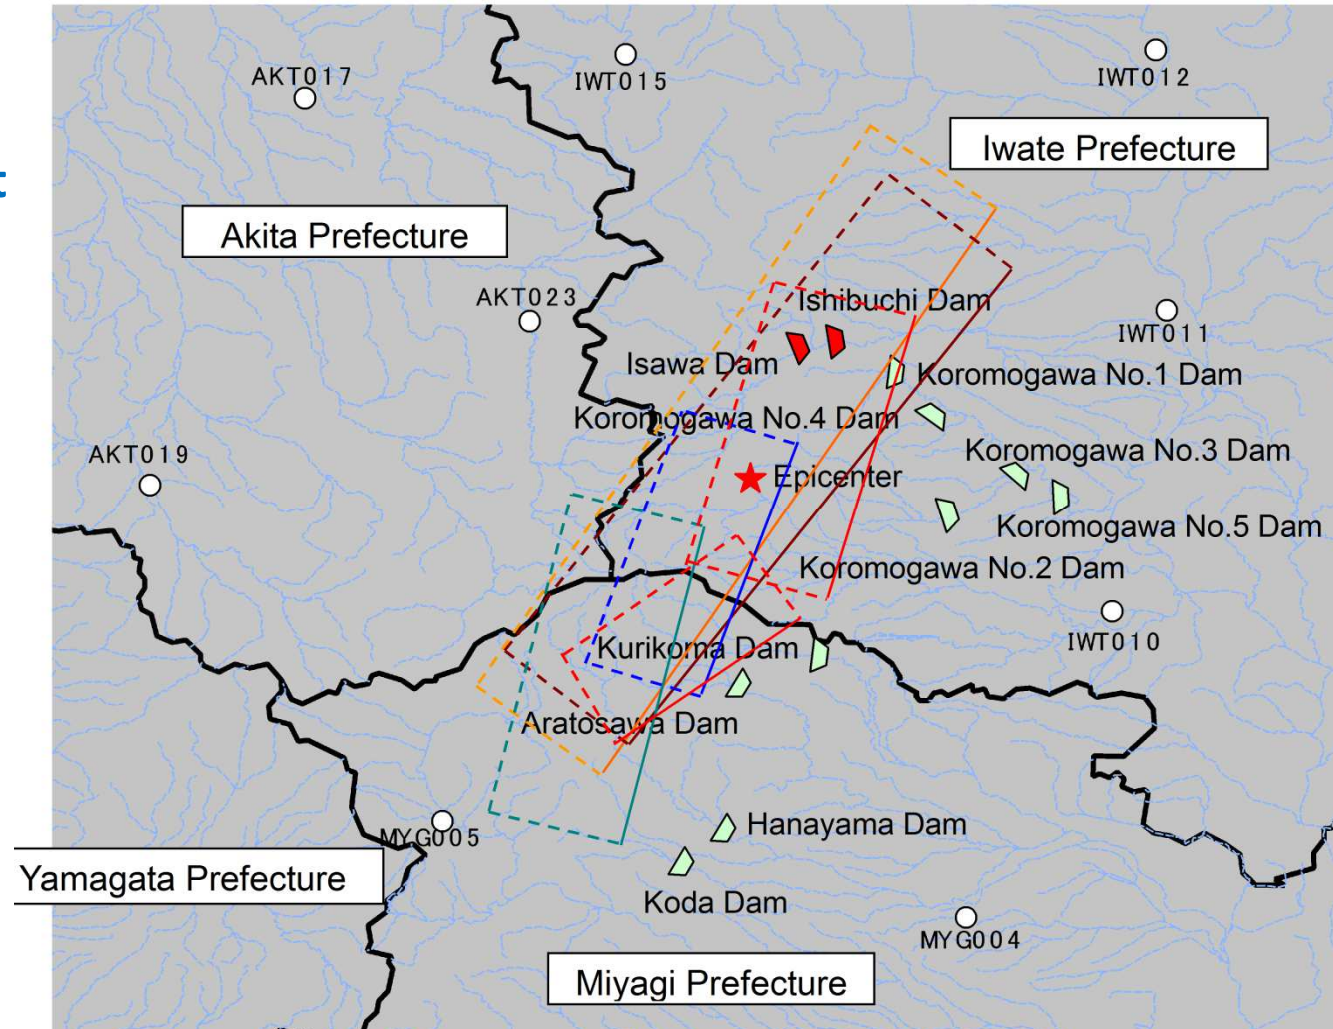 IWT015
IWT012
AKT017
Iwate Prefecture
t
Akita Prefecture
AKT023
Ishibuchi Dam
IWT011
Isawa Dam
Koromogawa No.1 Dam
Koromogawa No.4 Dam
Koromogawa No.3 Dam
AKT019
Epicenter
Koromogawa No.5 Dam
Koromogawa No.2 Dam
IWT010
Kurikoma Dam
Aratosawa Dam
Hanayama Dam
MYG005
Yamagata Prefecture
Koda Dam
MYG004
Miyagi Prefecture